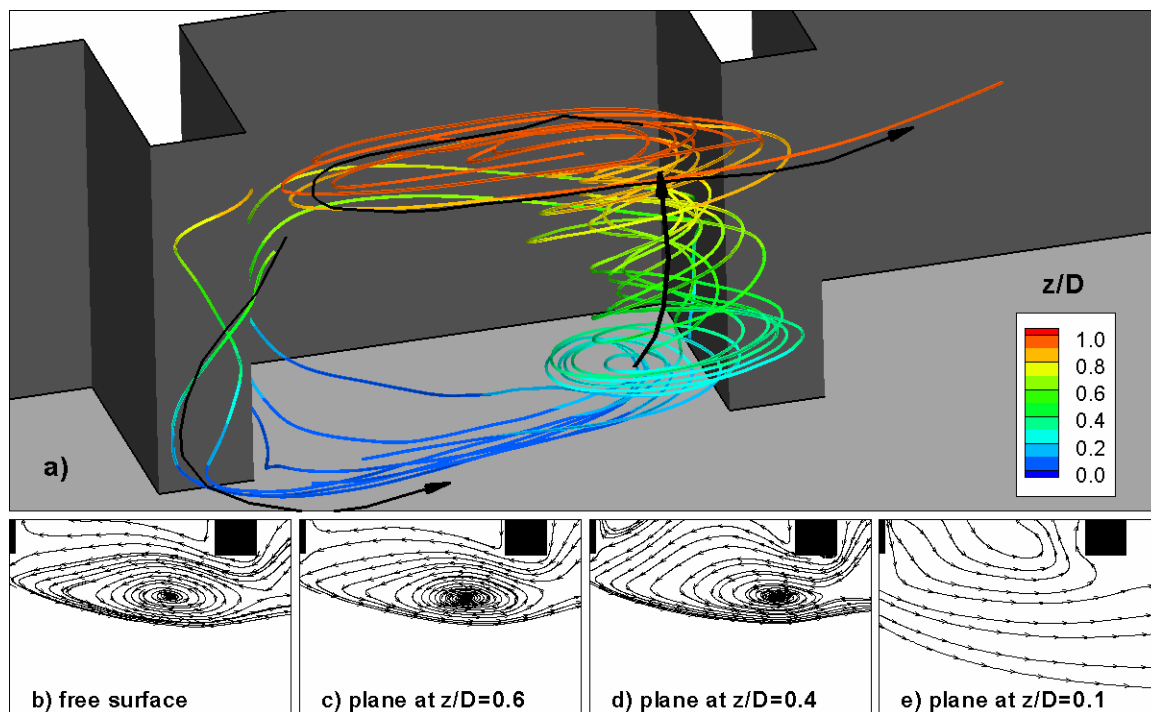 z/D
1.0
0.8
0.6
0.4
0.2
0.0
a)
b) free surface
c) plane at z/D=0.6
d) plane at z/D=0.4
e) plane at z/D=0.1